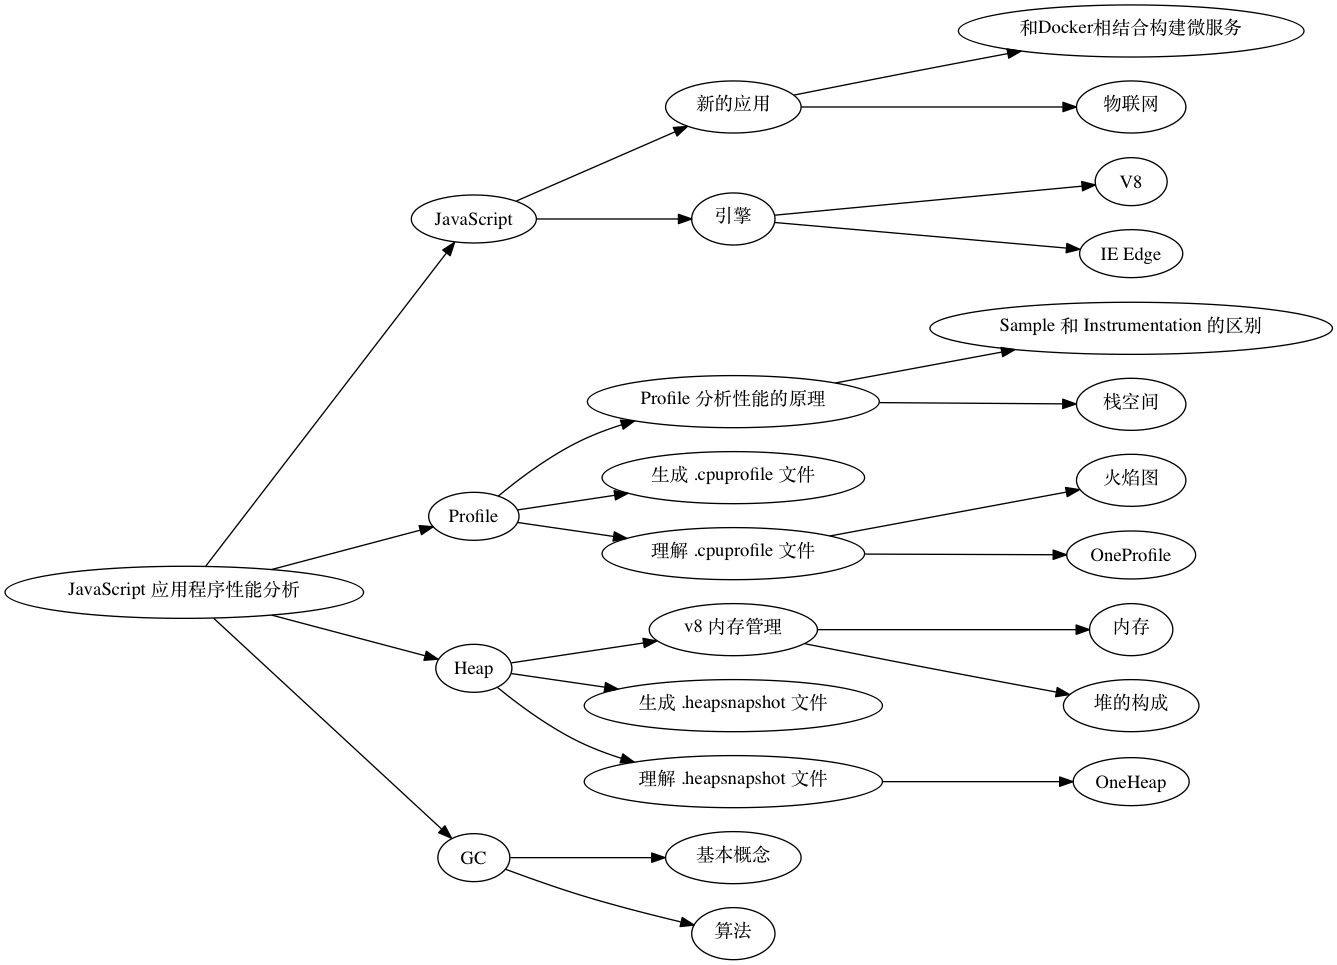 和Docker相结合构建微服务
新的应用
物联网
V8
JavaScript
引擎
IE Edge
Sample 和 Instrumentation 的区别
Profile 分析性能的原理
栈空间
生成 .cpuprofile 文件
火焰图
Profile
理解 .cpuprofile 文件
OneProfile
JavaScript 应用程序性能分析
v8 内存管理
内存
Heap
生成 .heapsnapshot 文件
堆的构成
理解 .heapsnapshot 文件
OneHeap
GC
基本概念
算法